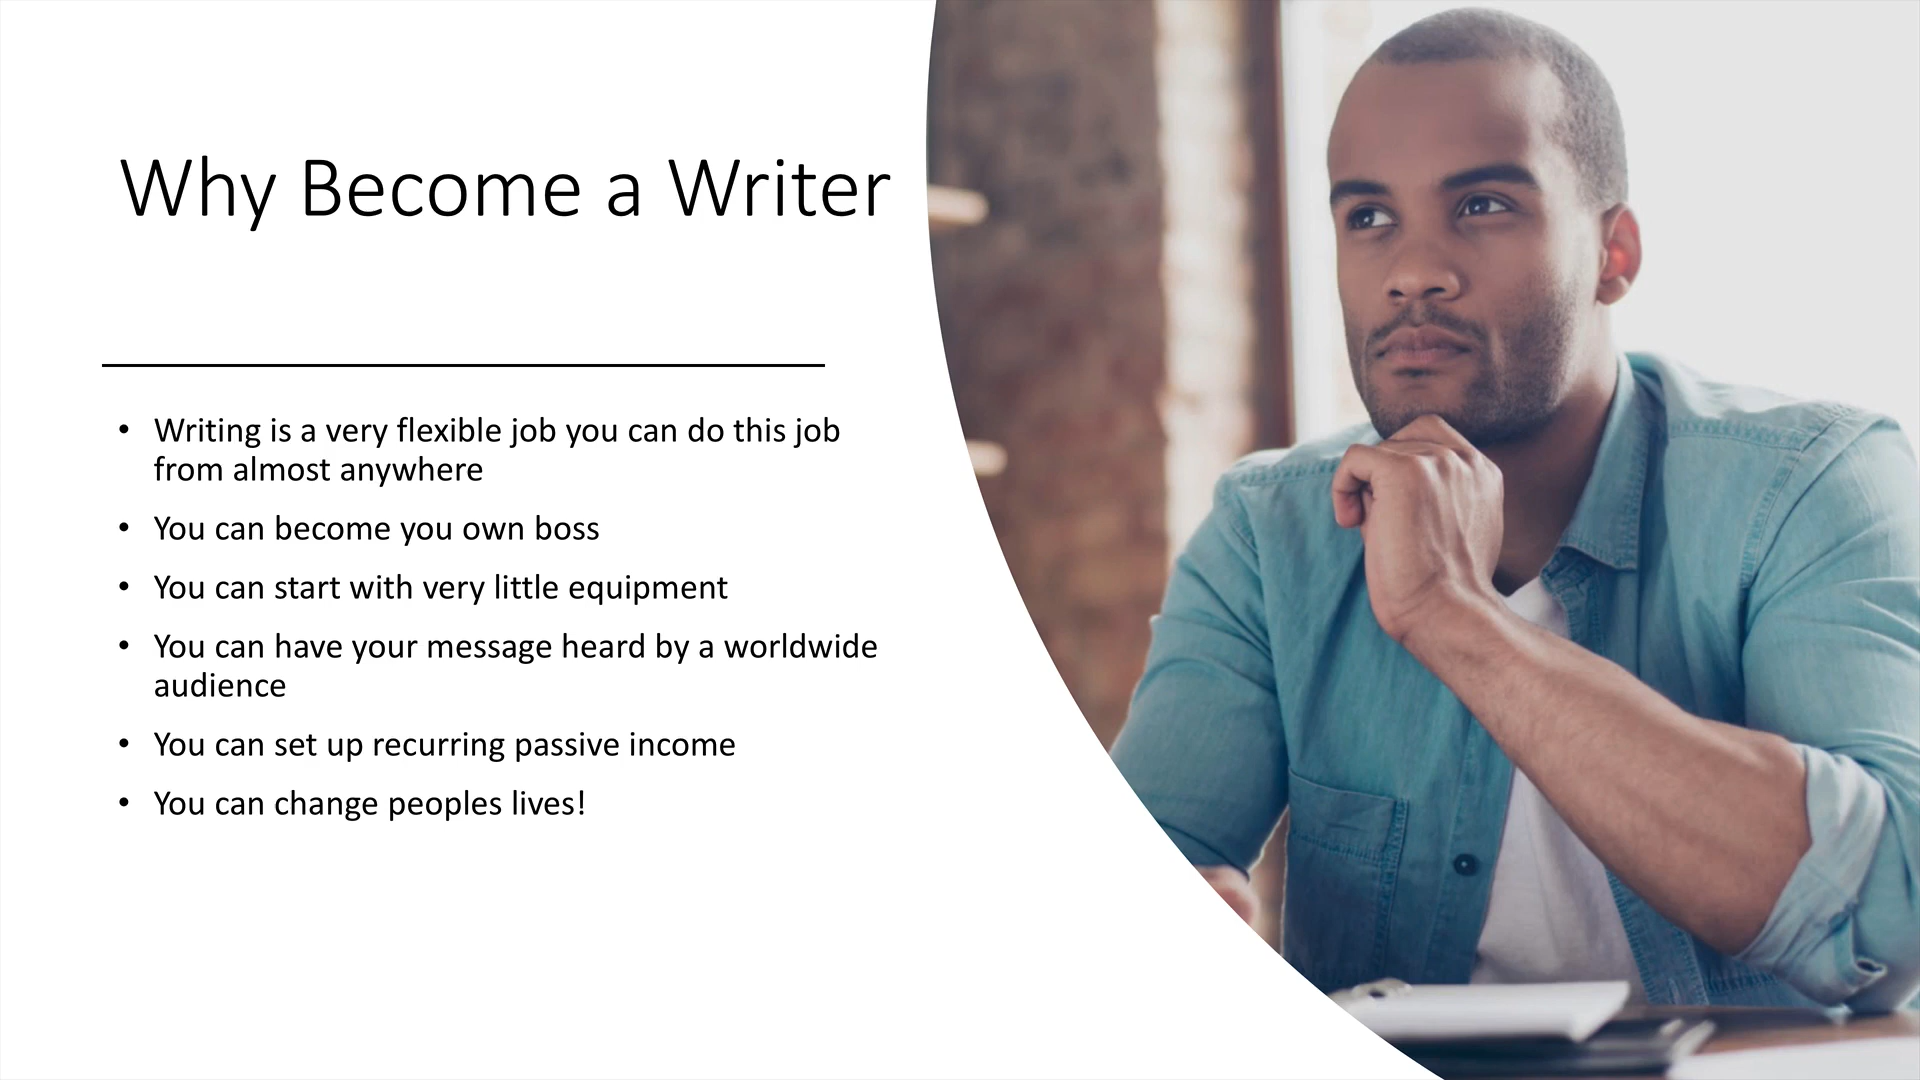 Why Become a Writer
• Writing is a very flexible job you can do this job
from almost anywhere
• You can become you own boss
• You can start with very little equipment
• You can have your message heard by a worldwide
audience
• You can set up recurring passive income
• You can change peoples lives!